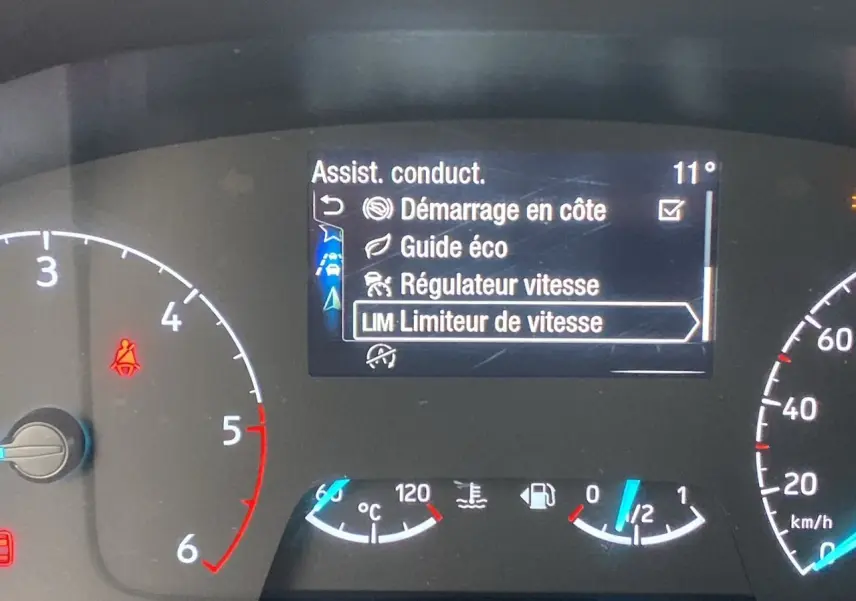 Assist. conduct. 11°
Démarrage en côte
Guide éco
Régulateur vitesse
LIM Limiteur de vitesse
3
4
5
6
60
40
20
km/h
0
60 120
°C
0 1
1/2